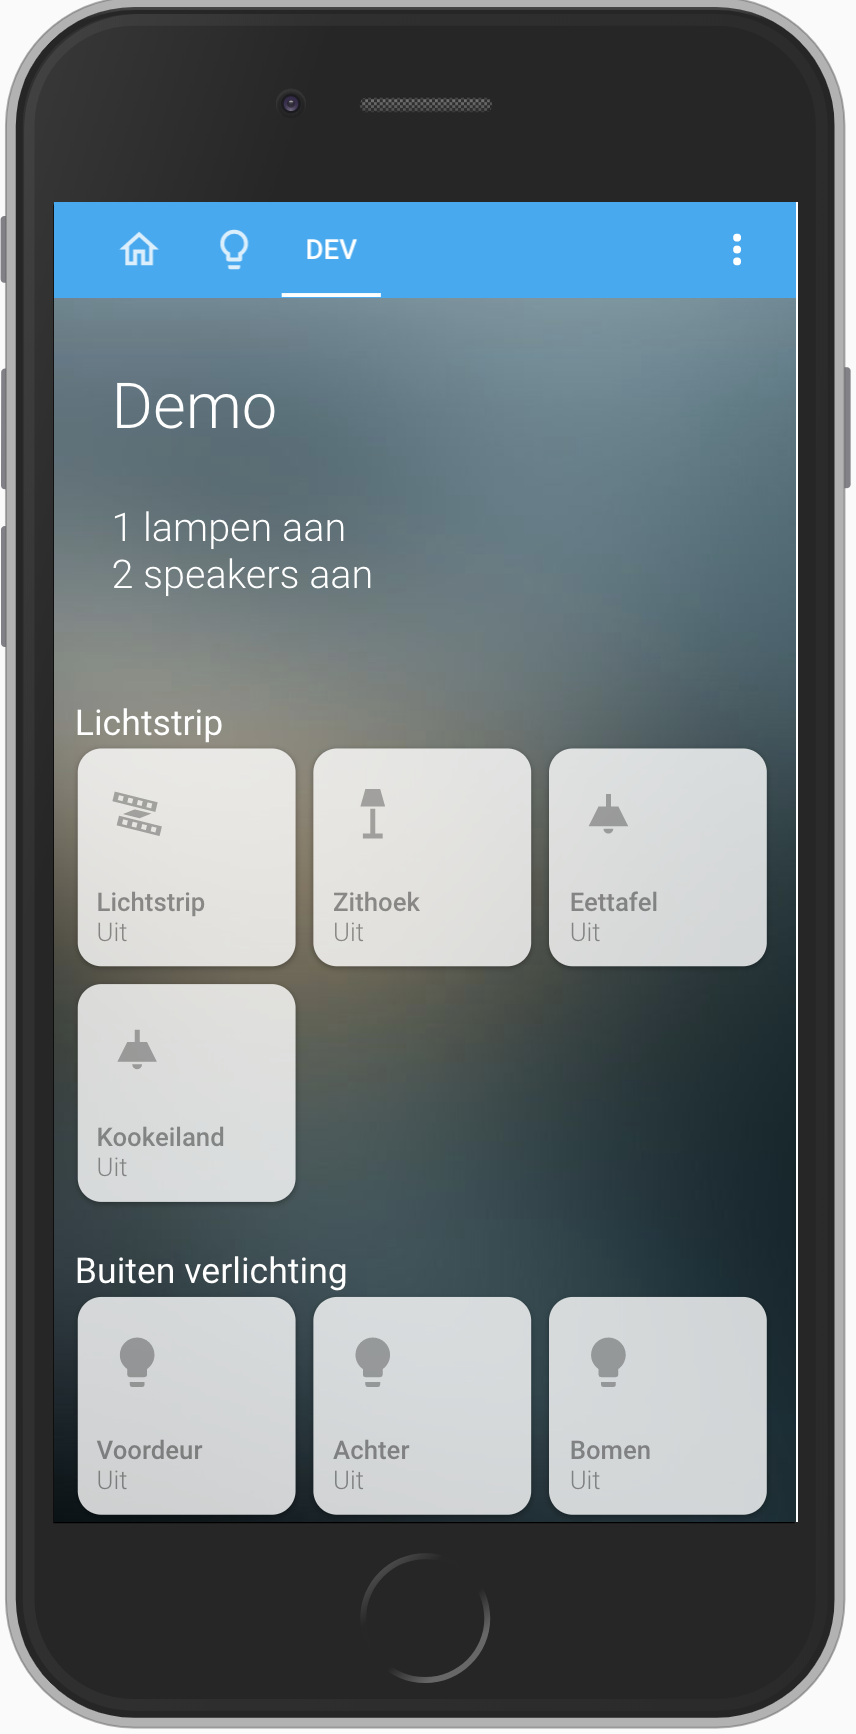 DEV
Demo
1 lampen aan
2 speakers aan
Lichtstrip
Lichtstrip
Uit
Zithoek
Uit
Eettafel
Uit
Kookeiland
Uit
Buiten verlichting
Voordeur
Uit
Achter
Uit
Bomen
Uit